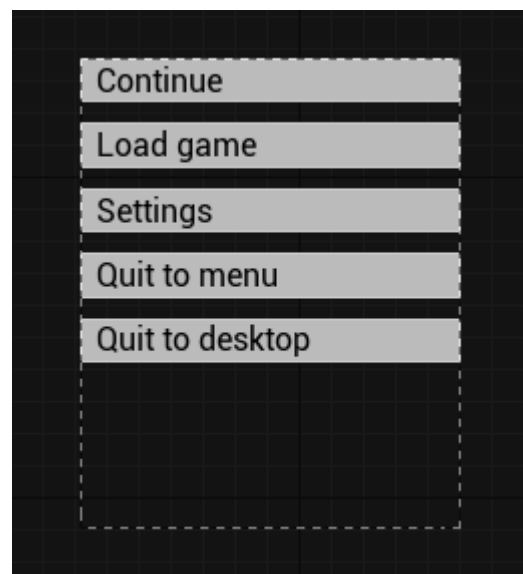 Continue
Load game
Settings
Quit to menu
Quit to desktop